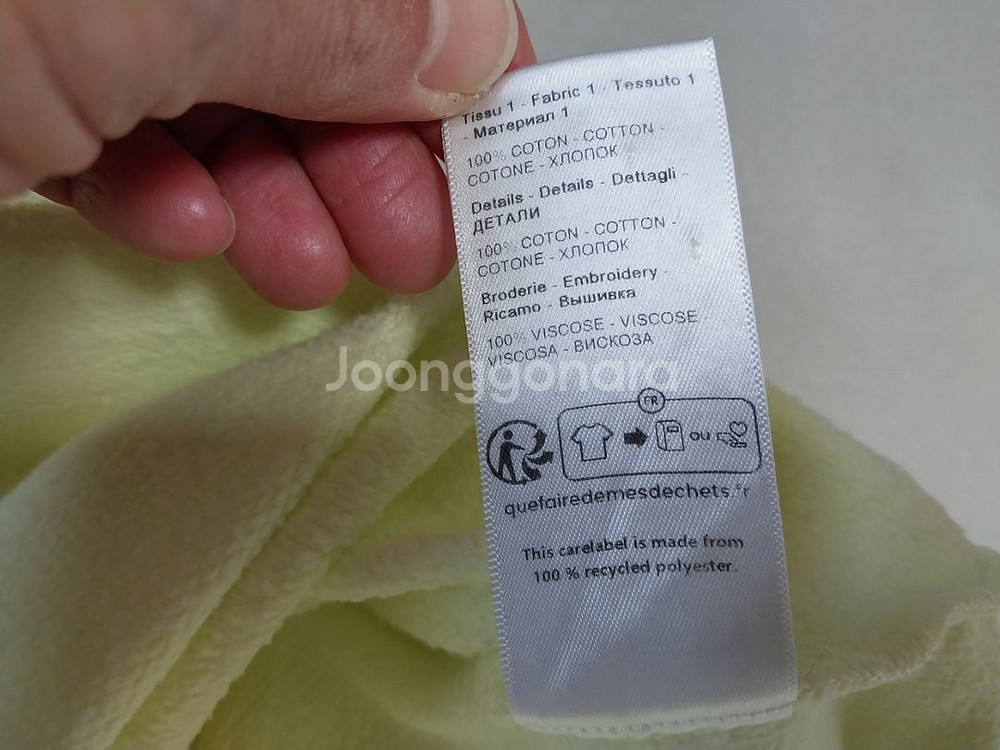 Tissu 1 - Fabric 1 - Tessuto 1
- Материал 1
100% COTON - COTTON -
COTONE - ХЛОПОК
Details - Details - Dettagli -
ДЕТАЛИ
100% COTON - COTTON -
COTONE - ХЛОПОК
Broderie - Embroidery -
Ricamo - Вышивка
100% VISCOSE - VISCOSE
VISCOSA - ВИСКОЗА
Joonggonara
FR
ou
quefairedemesdechets.fr
This carelabel is made from
100 % recycled polyester.